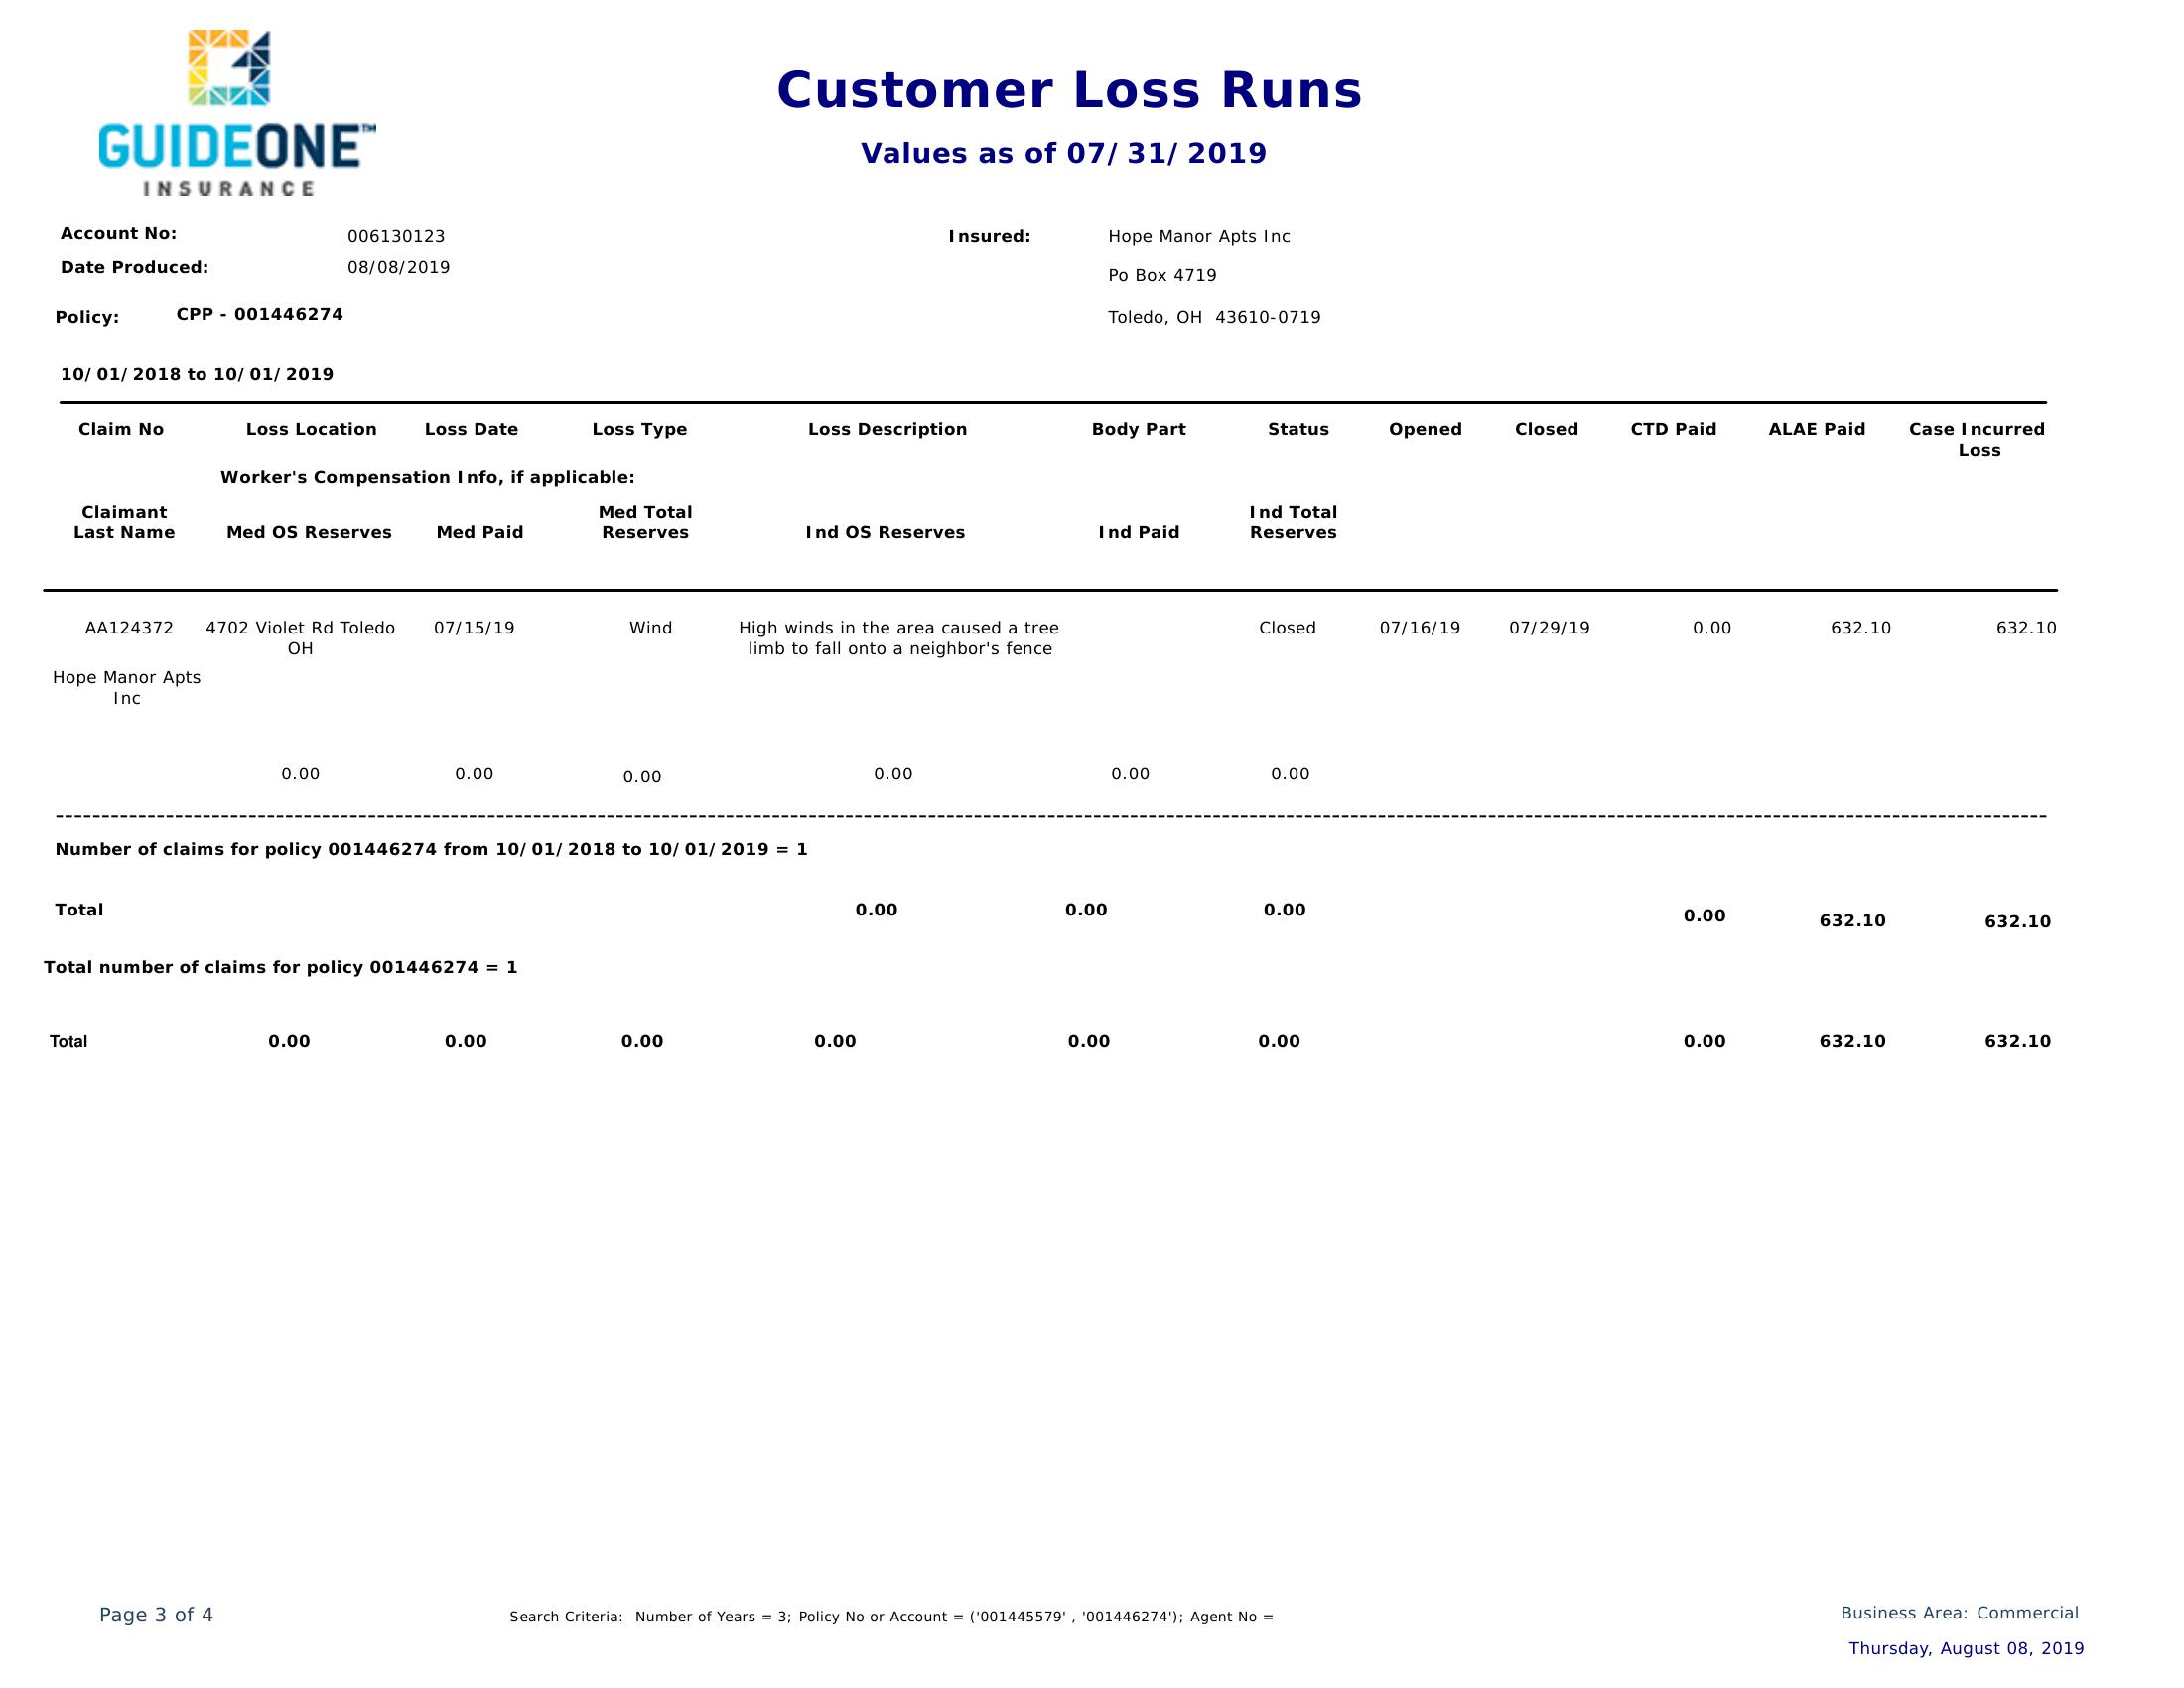 GUIDEONE™
INSURANCE
Customer Loss Runs
Values as of 07/31/2019
Account No: 006130123
Insured: Hope Manor Apts Inc
Date Produced: 08/08/2019
Po Box 4719
Policy: CPP - 001446274
Toledo, OH 43610-0719
10/01/2018 to 10/01/2019
Claim No Loss Location Loss Date Loss Type Loss Description Body Part Status Opened Closed CTD Paid ALAE Paid Case Incurred
Loss
Worker's Compensation Info, if applicable:
Claimant Med Total Ind Total
Last Name Med OS Reserves Med Paid Reserves Ind OS Reserves Ind Paid Reserves
AA124372 4702 Violet Rd Toledo 07/15/19 Wind High winds in the area caused a tree Closed 07/16/19 07/29/19 0.00 632.10 632.10
OH limb to fall onto a neighbor's fence
Hope Manor Apts
Inc
0.00 0.00 0.00 0.00 0.00 0.00
Number of claims for policy 001446274 from 10/01/2018 to 10/01/2019 = 1
Total 0.00 0.00 0.00 0.00 632.10 632.10
Total number of claims for policy 001446274 = 1
Total 0.00 0.00 0.00 0.00 0.00 0.00 0.00 632.10 632.10
Page 3 of 4
Search Criteria: Number of Years = 3; Policy No or Account = ('001445579' , '001446274'); Agent No =
Business Area: Commercial
Thursday, August 08, 2019